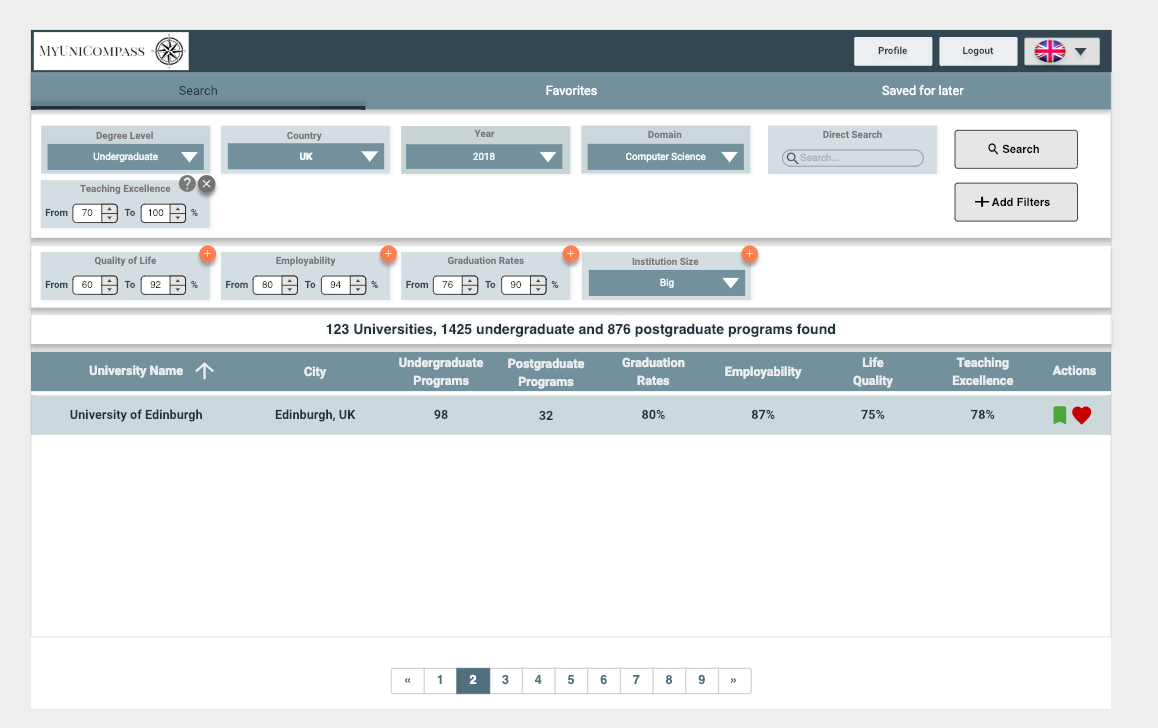 MYUNICOMPASS
Profile
Logout
Search
Favorites
Saved for later
Degree Level
Undergraduate
Country
UK
Year
2018
Domain
Computer Science
Direct Search
Search...
Search
Teaching Excellence ? ×
From 70 To 100 %
+ Add Filters
Quality of Life +
From 60 To 92 %
Employability +
From 80 To 94 %
Graduation Rates +
From 76 To 90 %
Institution Size +
Big
123 Universities, 1425 undergraduate and 876 postgraduate programs found
University Name
City
Undergraduate
Programs
Postgraduate
Programs
Graduation
Rates
Employability
Life
Quality
Teaching
Excellence
Actions
University of Edinburgh Edinburgh, UK 98 32 80% 87% 75% 78%
« 1 2 3 4 5 6 7 8 9 »